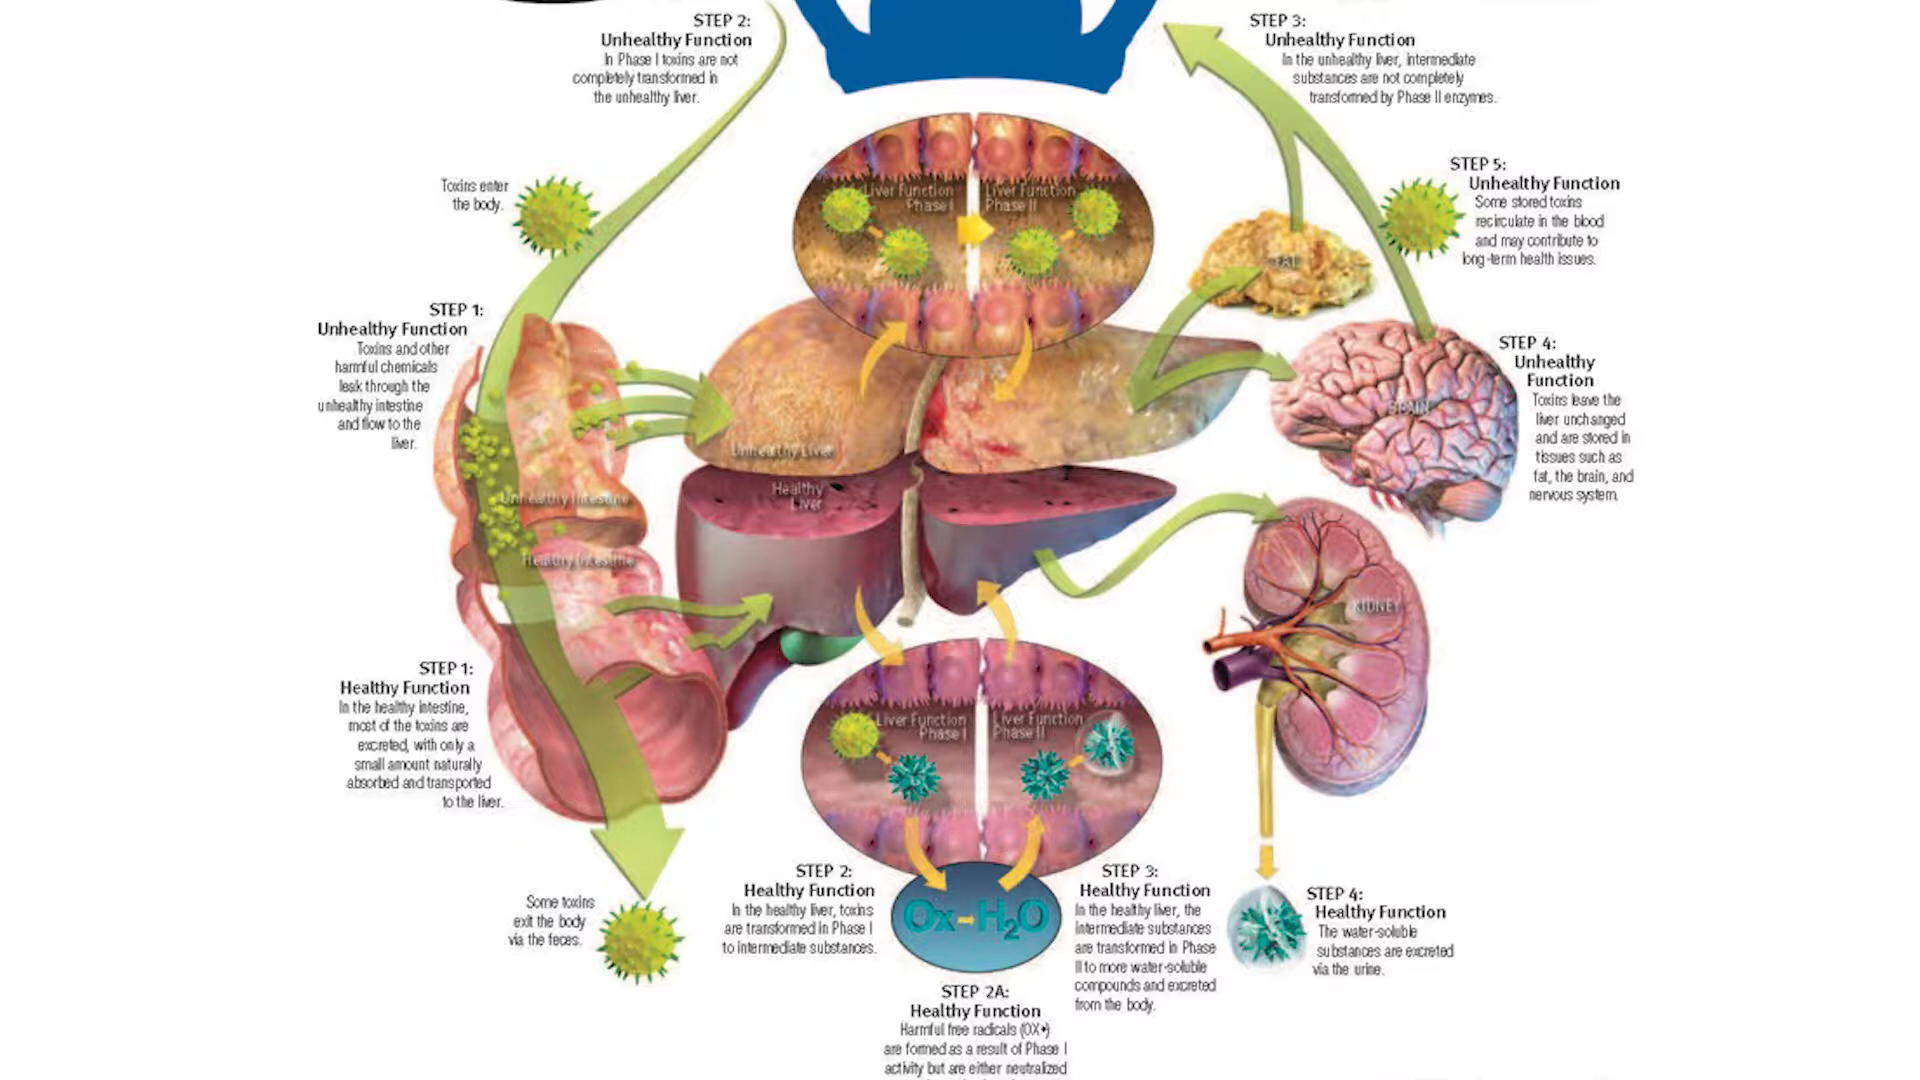 STEP 2:
Unhealthy Function
In Phase I toxins are not
completely transformed in
the unhealthy liver.
STEP 3:
Unhealthy Function
In the unhealthy liver, intermediate
substances are not completely
transformed by Phase II enzymes.
Toxins enter
the body.
Liver Function
Phase I
Liver Function
Phase II
STEP 5:
Unhealthy Function
Some stored toxins
recirculate in the blood
and may contribute to
long-term health issues.
FAT
STEP 1:
Unhealthy Function
Toxins and other
harmful chemicals
leak through the
unhealthy intestine
and flow to the
liver.
STEP 4:
Unhealthy
Function
Toxins leave the
liver unchanged
and are stored in
tissues such as
fat, the brain, and
nervous system.
BRAIN
Unhealthy Liver
Healthy
Liver
Unhealthy Intestine
Healthy Intestine
KIDNEY
STEP 1:
Healthy Function
In the healthy intestine,
most of the toxins are
excreted, with only a
small amount naturally
absorbed and transported
to the liver.
Liver Function
Phase I
Liver Function
Phase II
Some toxins
exit the body
via the feces.
STEP 2:
Healthy Function
In the healthy liver, toxins
are transformed in Phase I
to intermediate substances.
Ox-H2O
STEP 3:
Healthy Function
In the healthy liver, the
intermediate substances
are transformed in Phase
II to more water-soluble
compounds and excreted
from the body.
STEP 4:
Healthy Function
The water-soluble
substances are excreted
via the urine.
STEP 2A:
Healthy Function
Harmful free radicals (OX•)
are formed as a result of Phase I
activity but are either neutralized